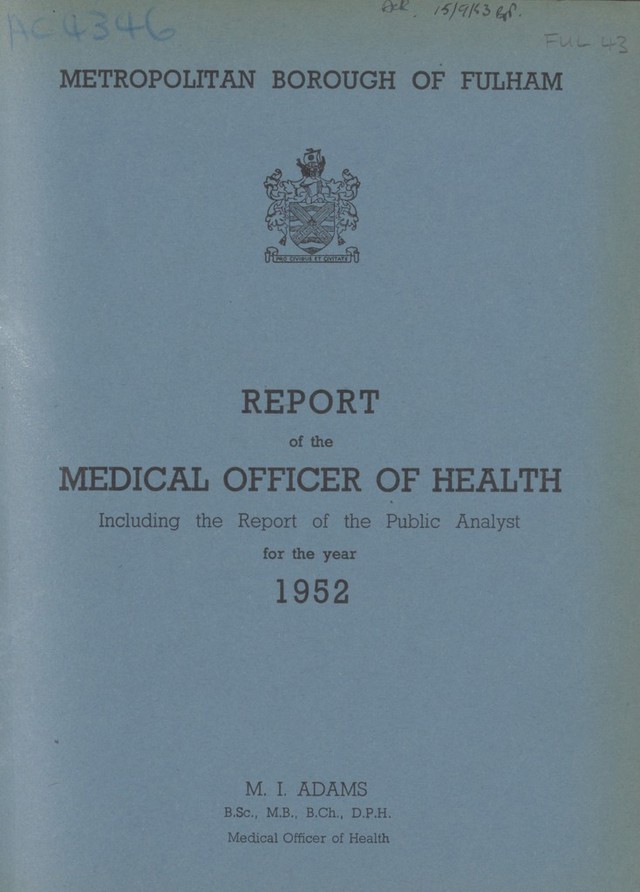 AC4346
Ack. 15/9/53
FUL 43
METROPOLITAN BOROUGH OF FULHAM
PRO CIVIBUS ET CIVITATE
REPORT
of the
MEDICAL OFFICER OF HEALTH
Including the Report of the Public Analyst
for the year
1952
M. I. ADAMS
B.Sc., M.B., B.Ch., D.P.H.
Medical Officer of Health